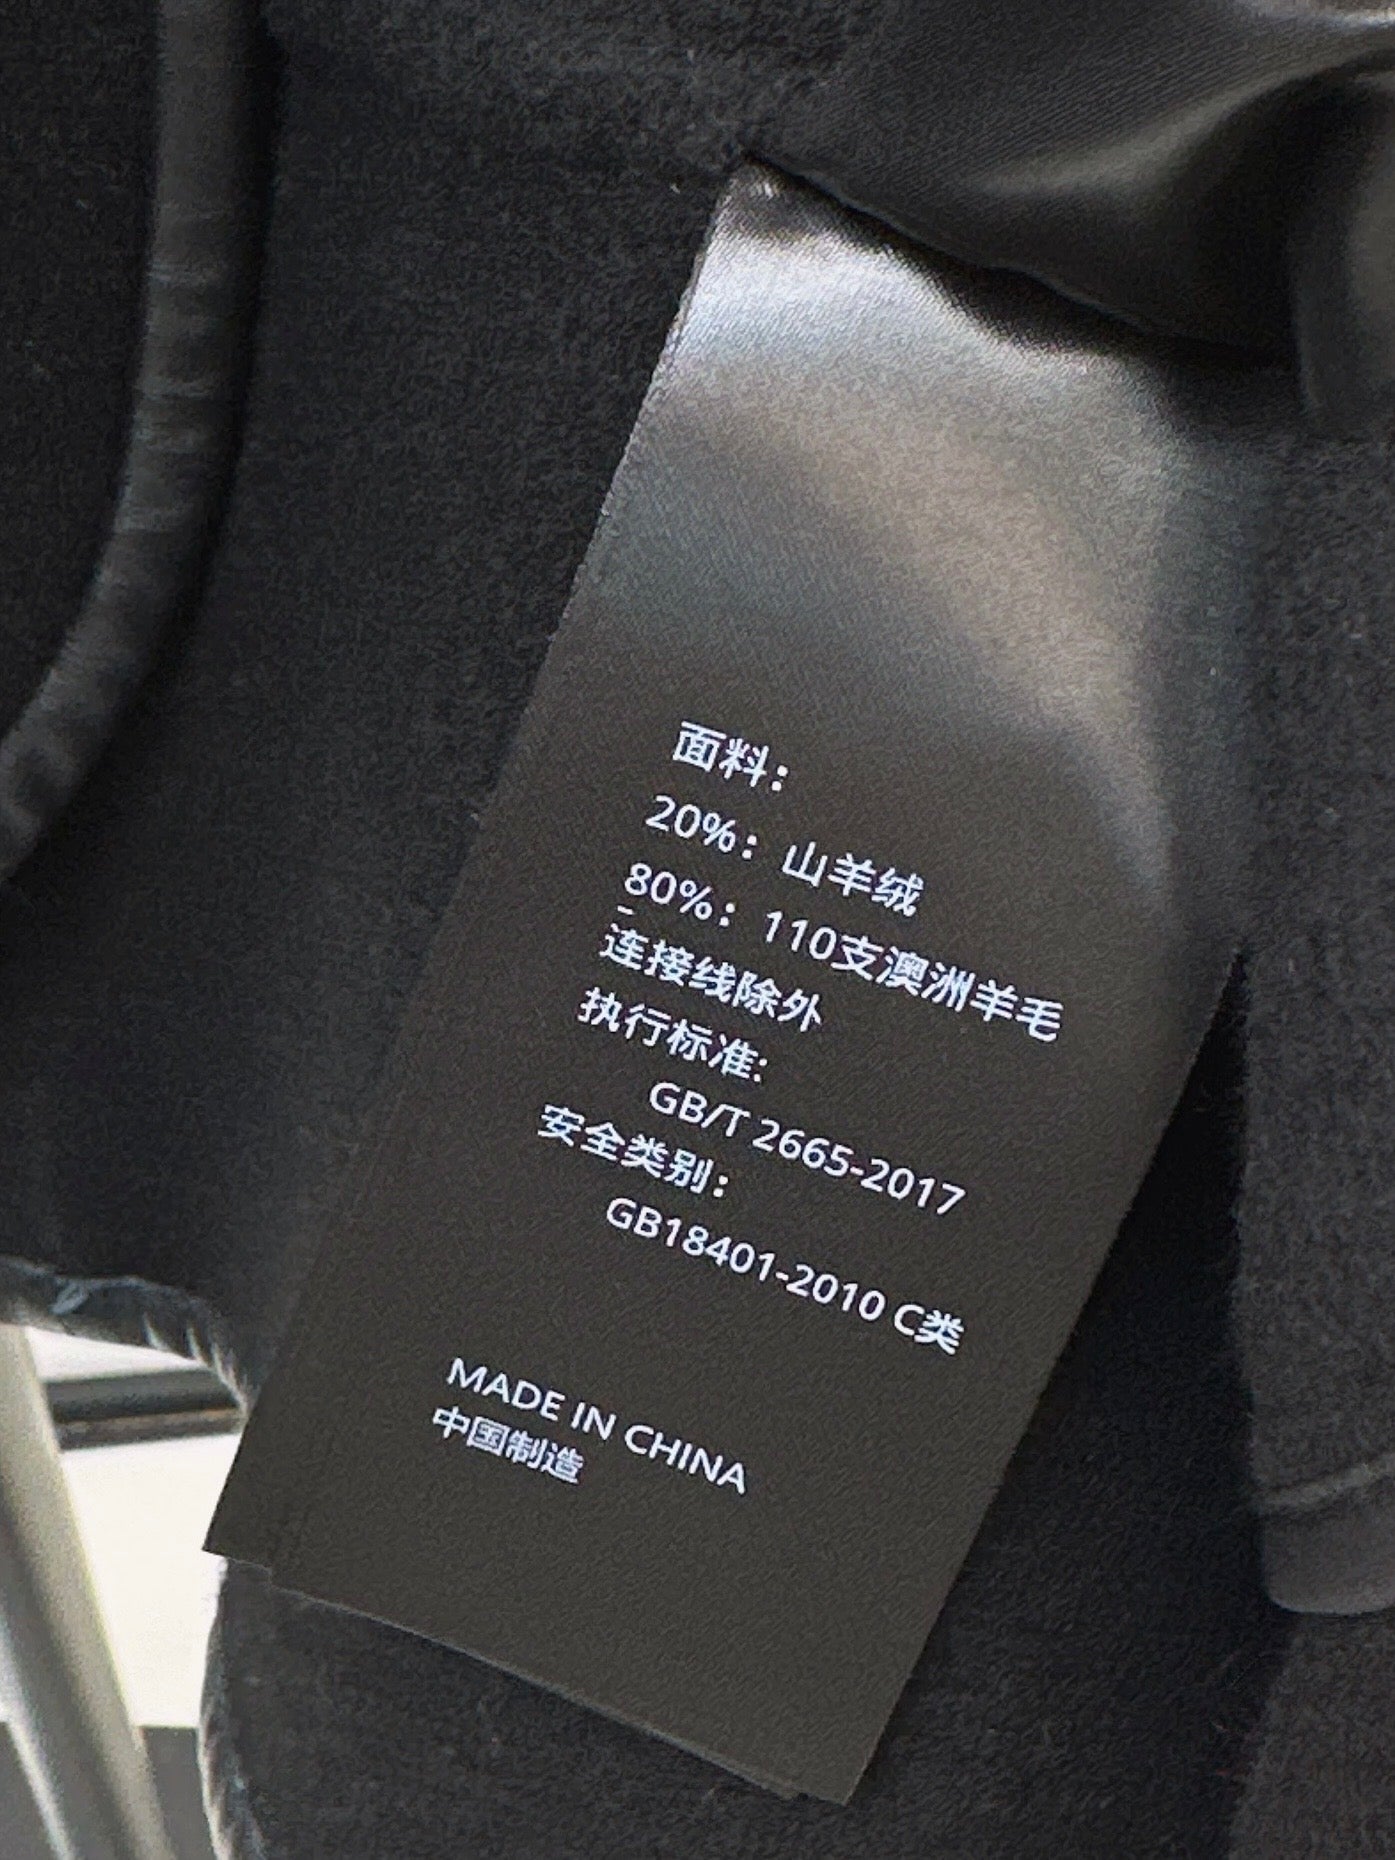 面料：
20%：山羊绒
80%：110支澳洲羊毛
连接线除外
执行标准:
GB/T 2665-2017
安全类别：
GB18401-2010 C类
MADE IN CHINA
中国制造